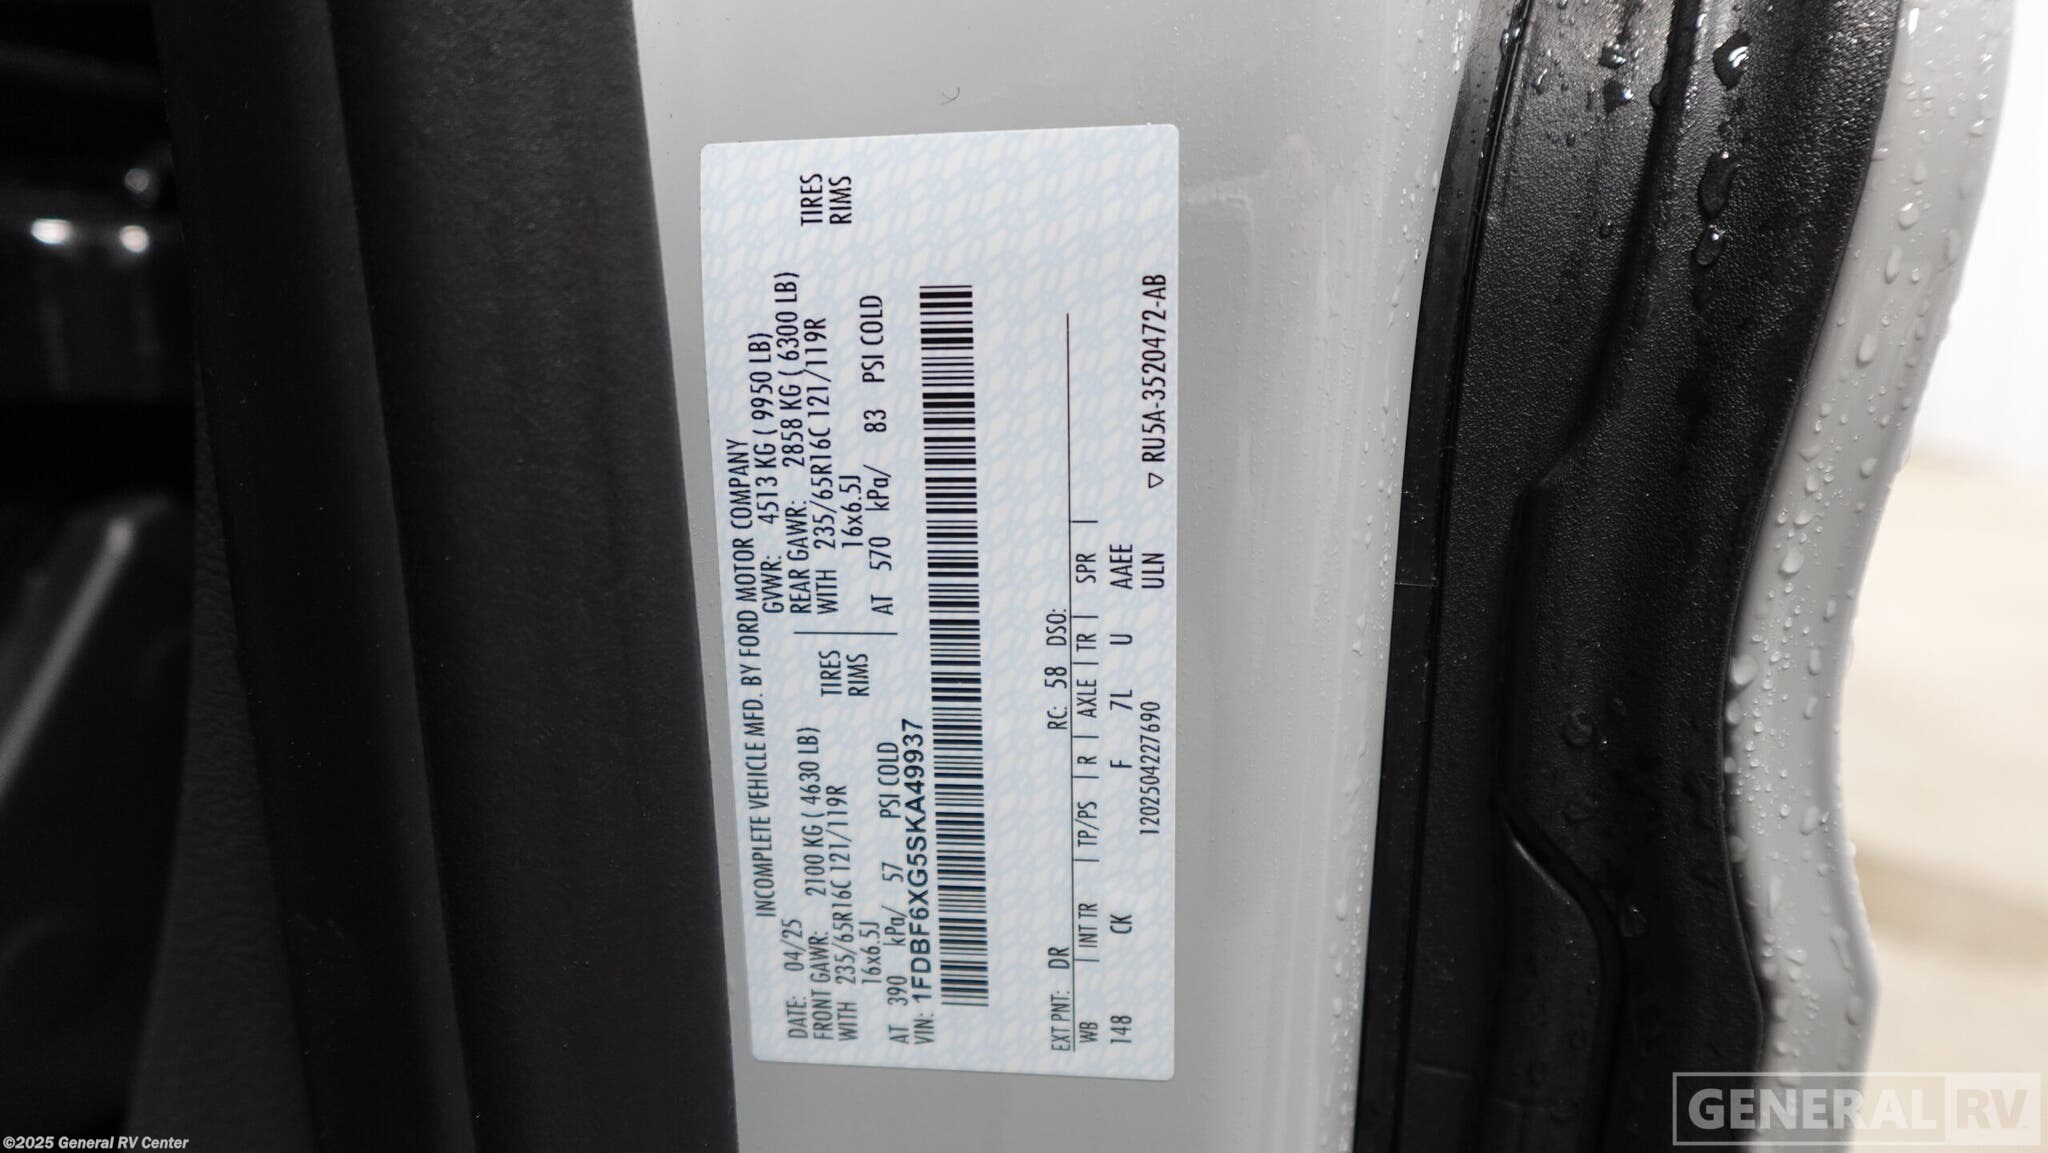 INCOMPLETE VEHICLE MFD. BY FORD MOTOR COMPANY
DATE: 04/25 GVWR: 4513 KG ( 9950 LB)
FRONT GAWR: 2100 KG ( 4630 LB) REAR GAWR: 2858 KG ( 6300 LB)
WITH 235/65R16C 121/119R TIRES WITH 235/65R16C 121/119R TIRES
16x6.5J RIMS 16x6.5J RIMS
AT 390 kPa/ 57 PSI COLD AT 570 kPa/ 83 PSI COLD
VIN: 1FDBF6XG5SKA49937
EXT PNT: DR RC: 58 DSO:
WB INT TR TP/PS R AXLE TR SPR
148 CK F 7L U AAEE
120250427690 ULN ▽ RU5A-3520472-AB
GENERAL RV
©2025 General RV Center